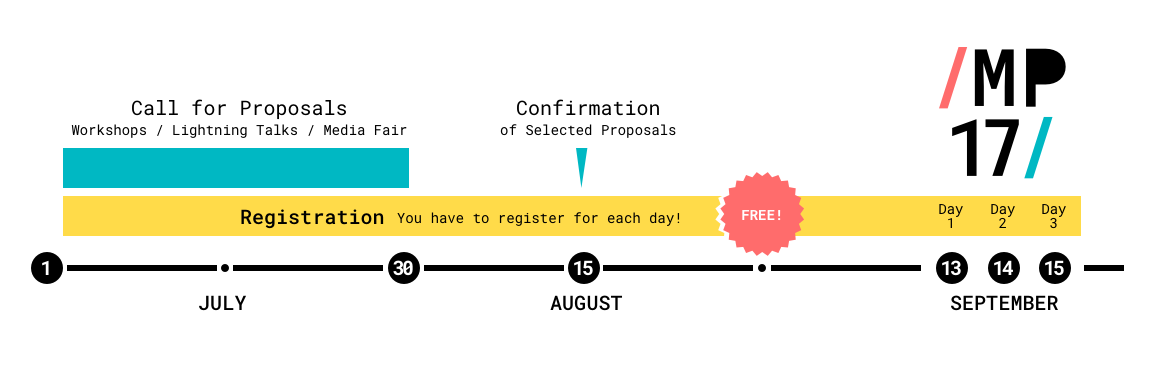 /MP
17/
Call for Proposals
Workshops / Lightning Talks / Media Fair
Confirmation
of Selected Proposals
Registration You have to register for each day!
FREE!
Day 1
Day 2
Day 3
1
30
15
13
14
15
JULY
AUGUST
SEPTEMBER